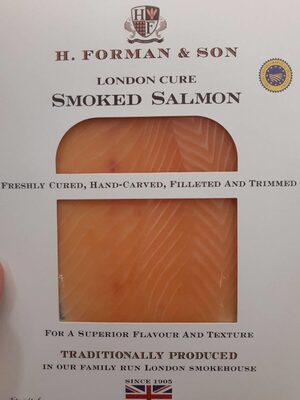 H F
H. FORMAN & SON
LONDON CURE
SMOKED SALMON
FRESHLY CURED, HAND-CARVED, FILLETED AND TRIMMED
FOR A SUPERIOR FLAVOUR AND TEXTURE
TRADITIONALLY PRODUCED
IN OUR FAMILY RUN LONDON SMOKEHOUSE
SINCE 1905